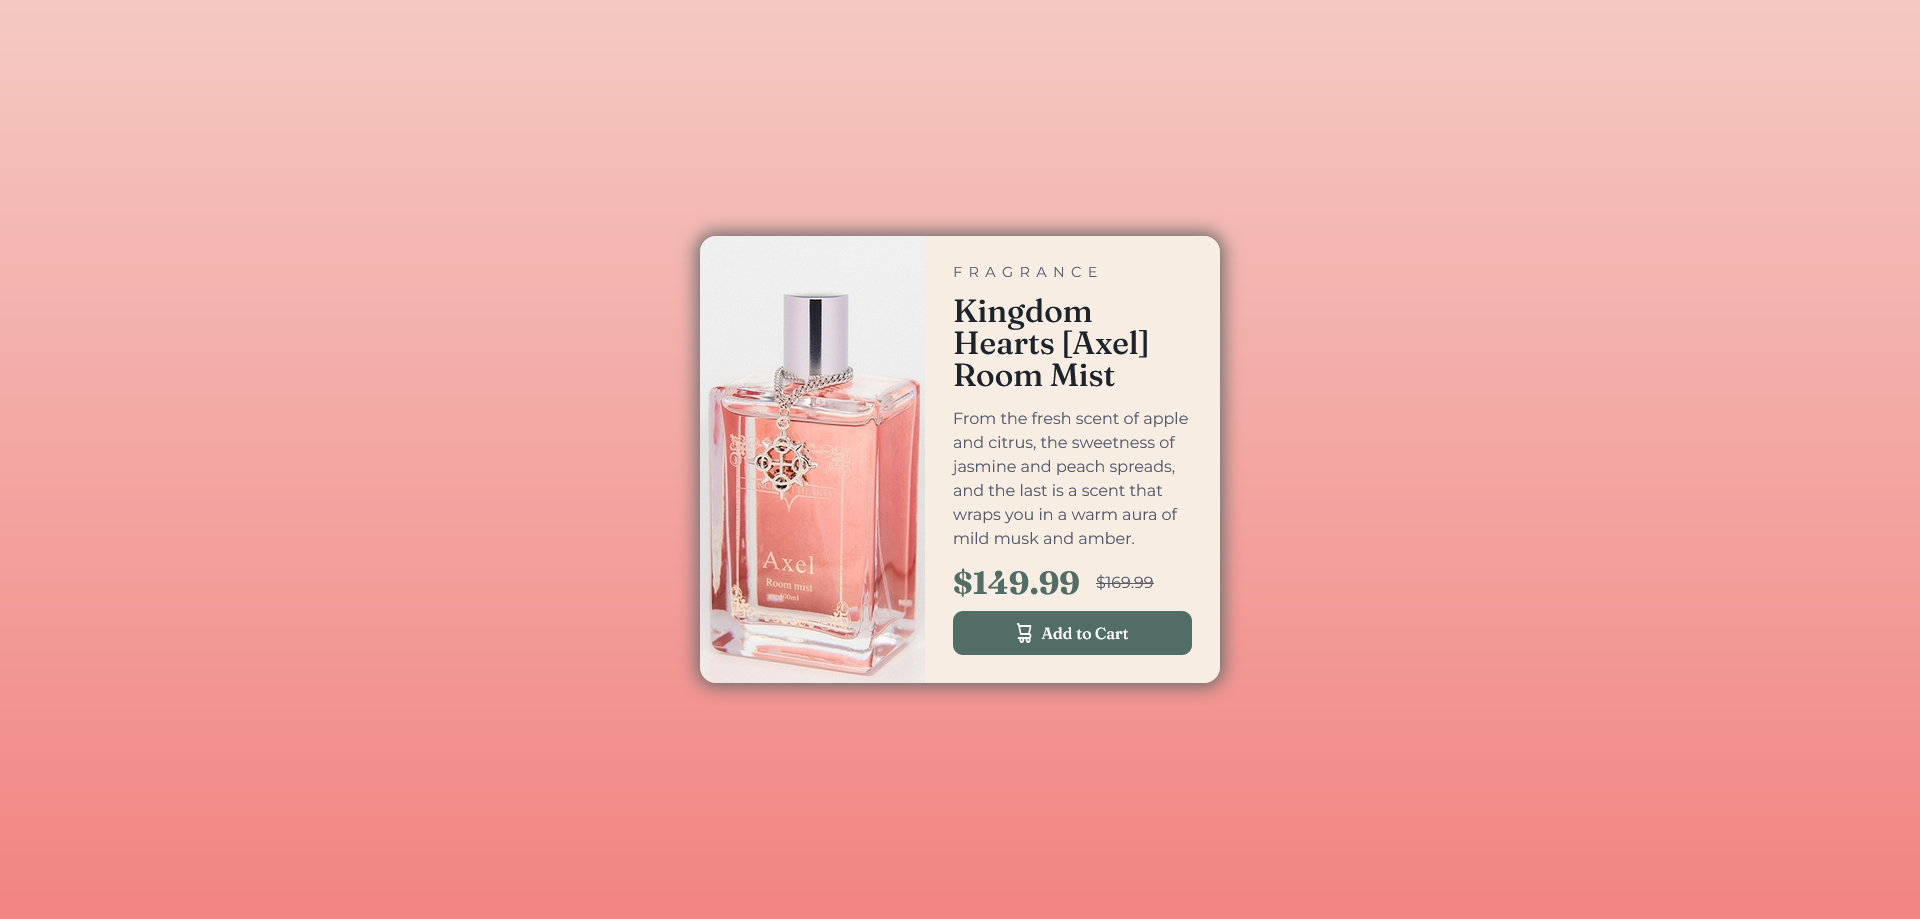 FRAGRANCE
Kingdom
Hearts [Axel]
Room Mist
From the fresh scent of apple
and citrus, the sweetness of
jasmine and peach spreads,
and the last is a scent that
wraps you in a warm aura of
mild musk and amber.
$149.99 $169.99
Add to Cart
Axel
Room mist